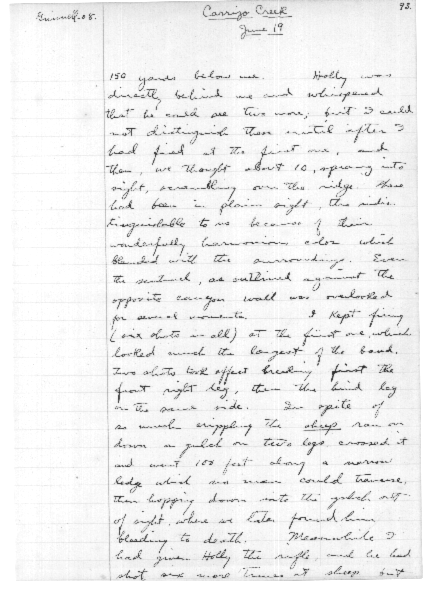 Grinnell-08.
93.
Carrizo Creek
June 19
150 yards below me. Holly was
directly behind me and whispered
that he could see two more; but I could
not distinguish them until after I
had fired at the first one, and
then, we thought about 10, sprang into
sight, scrambling over the ridge. These
had been in plain sight, tho indis-
tinguishable to us because of their
wonderfully harmonious color which
blended with the surroundings. Even
the sentinel, as outlined against the
opposite canyon wall was overlooked
for several moments. I kept firing
(six shots in all) at the first one, which
looked much the largest of the band.
Two shots took effect breaking first the
front right leg, then the hind leg
on the same side. In spite of
so much crippling the sheep ran on
down a gulch on two legs, crossed it
and went 100 feet along a narrow
ledge which no man could traverse,
then hopping down into the gulch out-
of sight, where we later found him
bleeding to death. Meanwhile I
had given Holly the rifle, and he had
shot six more times at sheep but